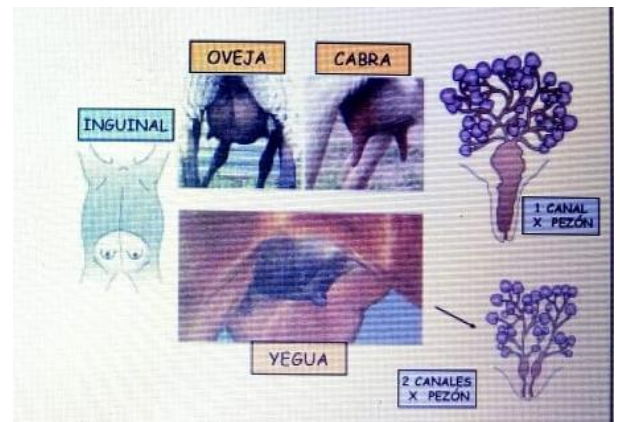 OVEJA
CABRA
INGUINAL
1 CANAL
X PEZÓN
YEGUA
2 CANALES
X PEZÓN